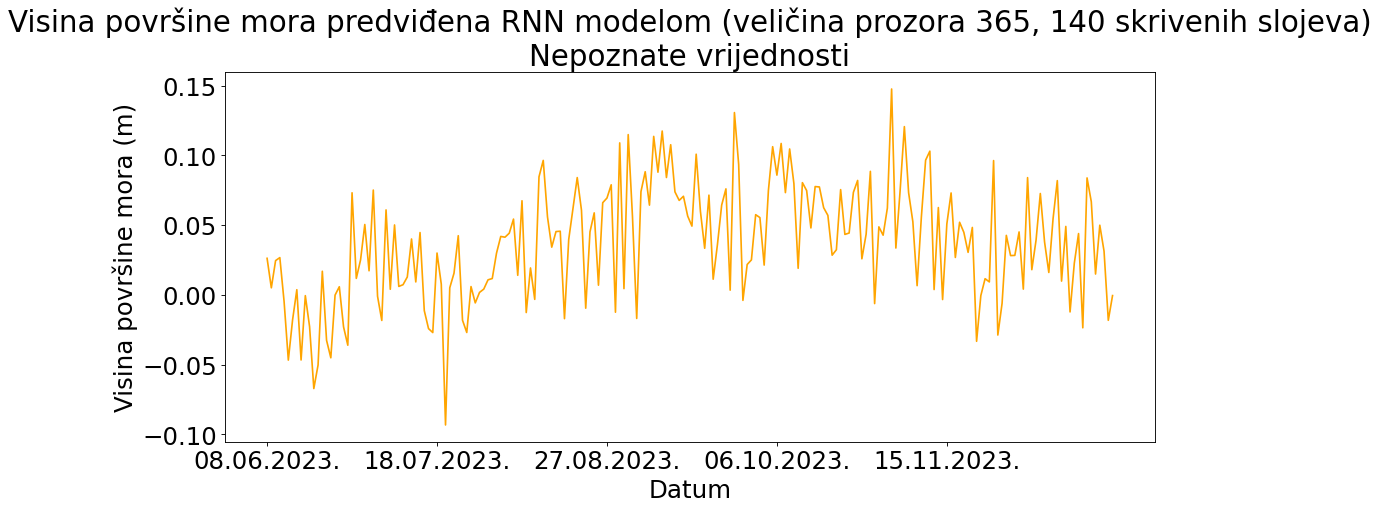 Visina površine mora predviđena RNN modelom (veličina prozora 365, 140 skrivenih slojeva)
Nepoznate vrijednosti
Visina površine mora (m)
0.15
0.10
0.05
0.00
−0.05
−0.10
08.06.2023. 18.07.2023. 27.08.2023. 06.10.2023. 15.11.2023.
Datum